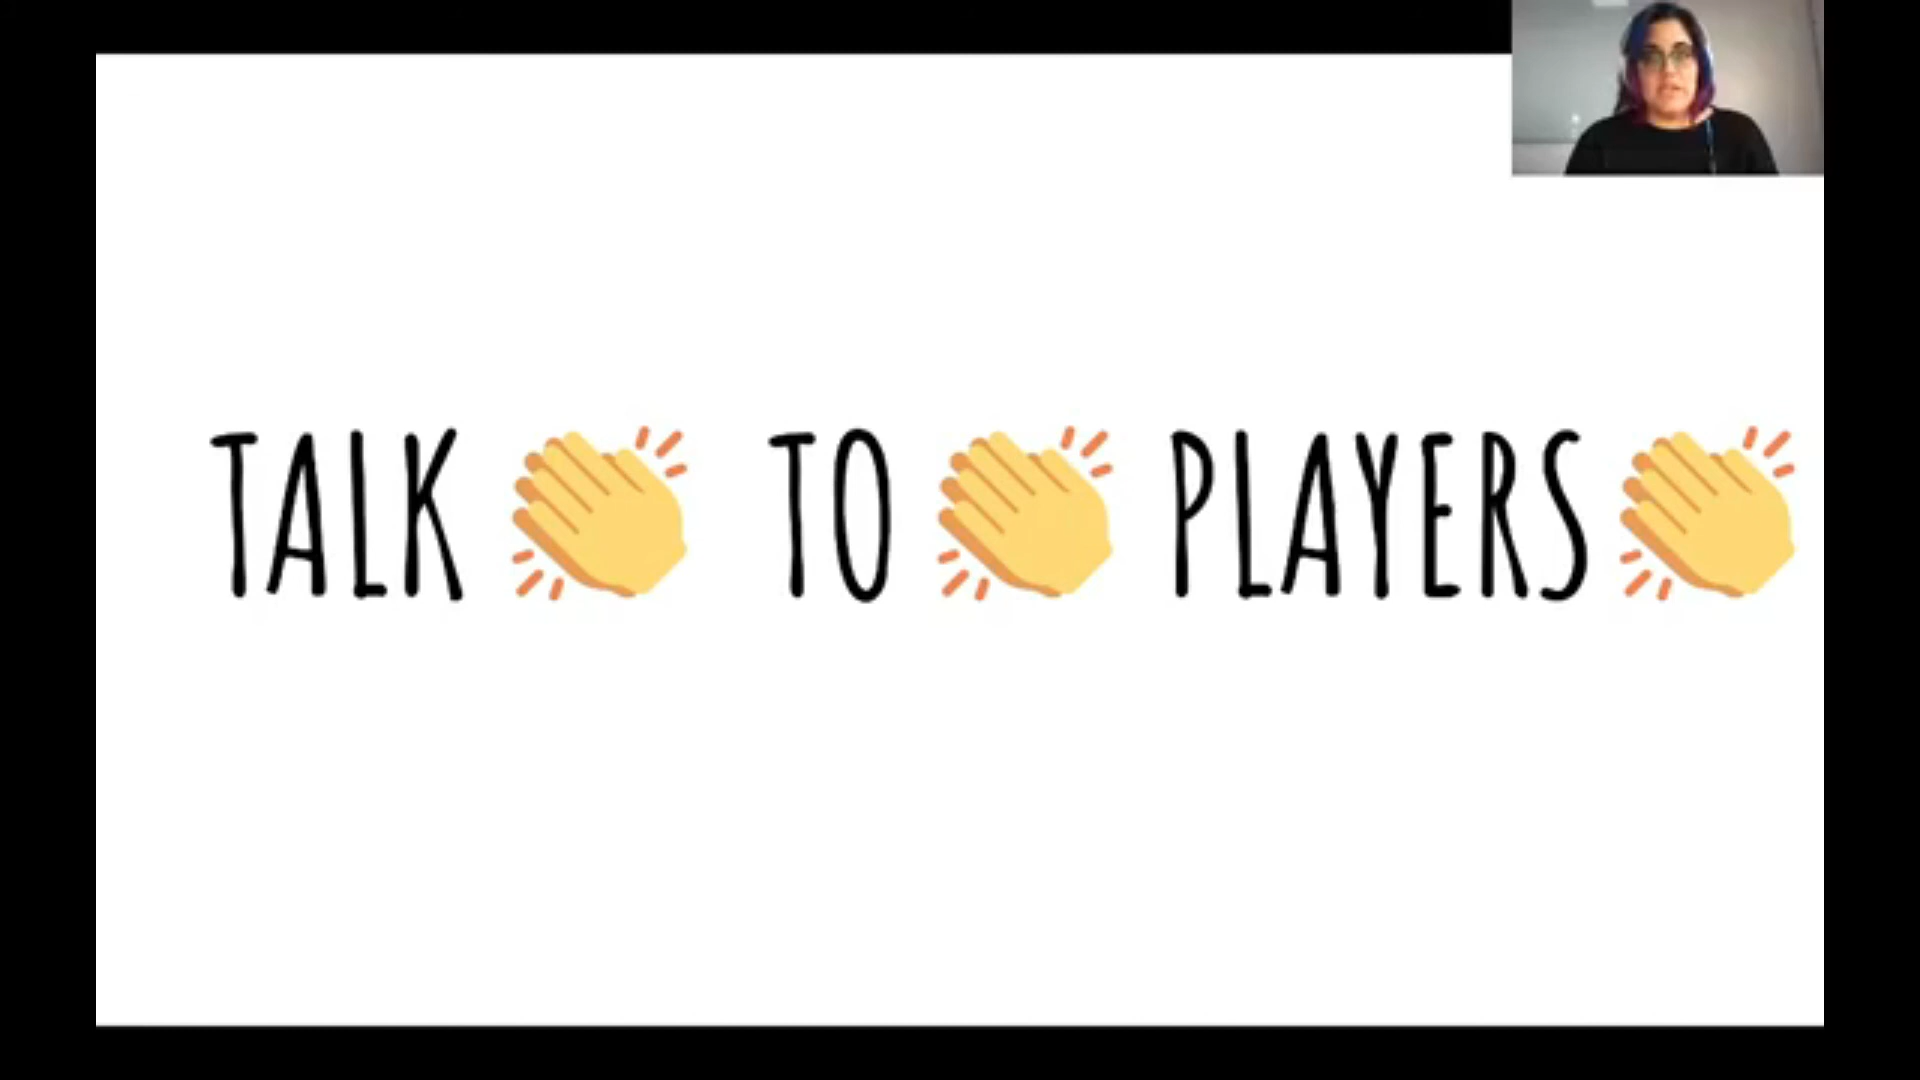 TALK 👏 TO 👏 PLAYERS 👏